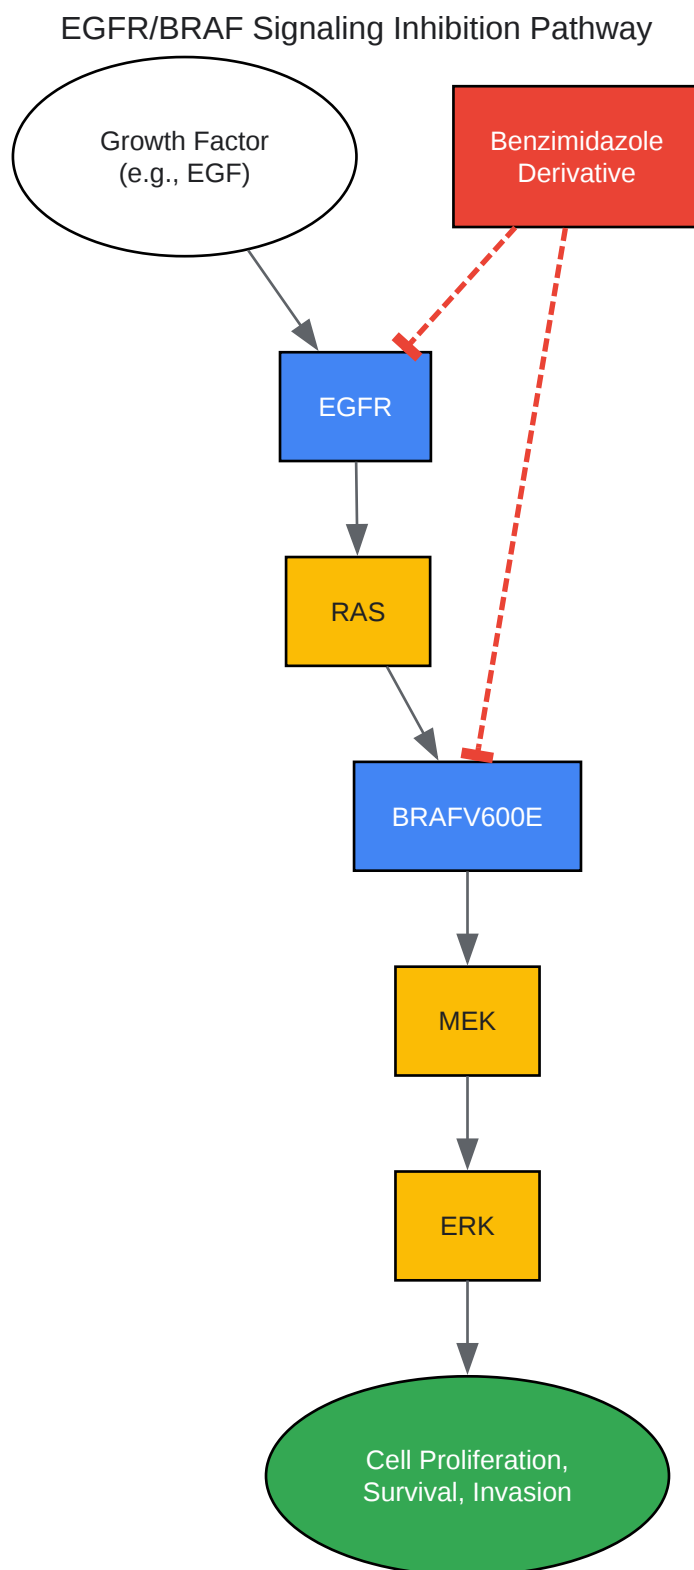 EGFR/BRAF Signaling Inhibition Pathway
Growth Factor
(e.g., EGF)
Benzimidazole
Derivative
EGFR
RAS
BRAFV600E
MEK
ERK
Cell Proliferation,
Survival, Invasion